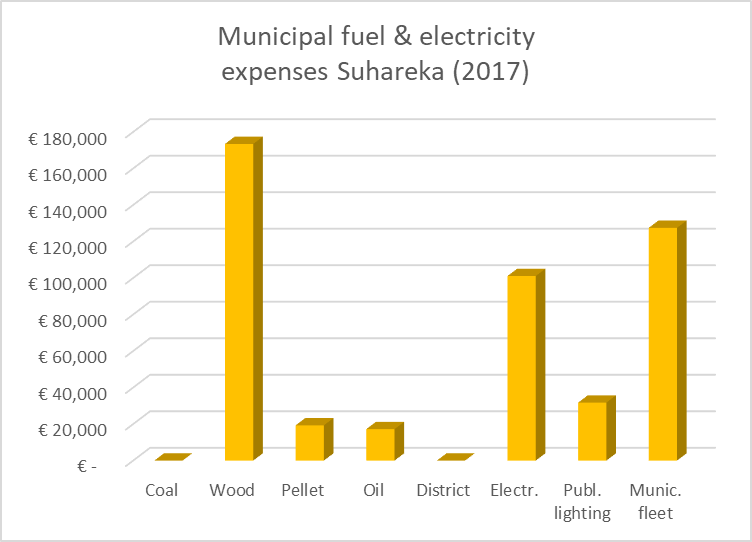 Municipal fuel & electricity
expenses Suhareka (2017)
€ 180,000
€ 160,000
€ 140,000
€ 120,000
€ 100,000
€ 80,000
€ 60,000
€ 40,000
€ 20,000
€ -
Coal Wood Pellet Oil District Electr. Publ. Munic.
lighting fleet